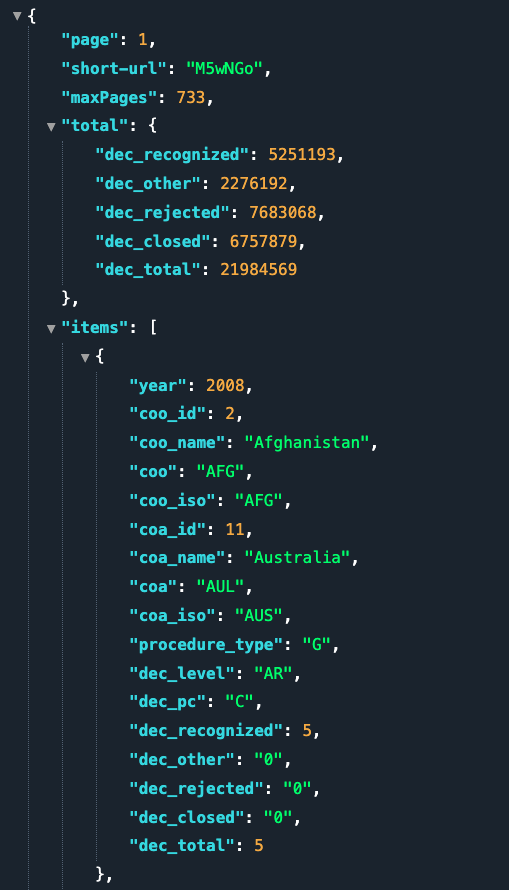 {
"page": 1,
"short-url": "M5wNGo",
"maxPages": 733,
"total": {
"dec_recognized": 5251193,
"dec_other": 2276192,
"dec_rejected": 7683068,
"dec_closed": 6757879,
"dec_total": 21984569
},
"items": [
{
"year": 2008,
"coo_id": 2,
"coo_name": "Afghanistan",
"coo": "AFG",
"coo_iso": "AFG",
"coa_id": 11,
"coa_name": "Australia",
"coa": "AUL",
"coa_iso": "AUS",
"procedure_type": "G",
"dec_level": "AR",
"dec_pc": "C",
"dec_recognized": 5,
"dec_other": "0",
"dec_rejected": "0",
"dec_closed": "0",
"dec_total": 5
},